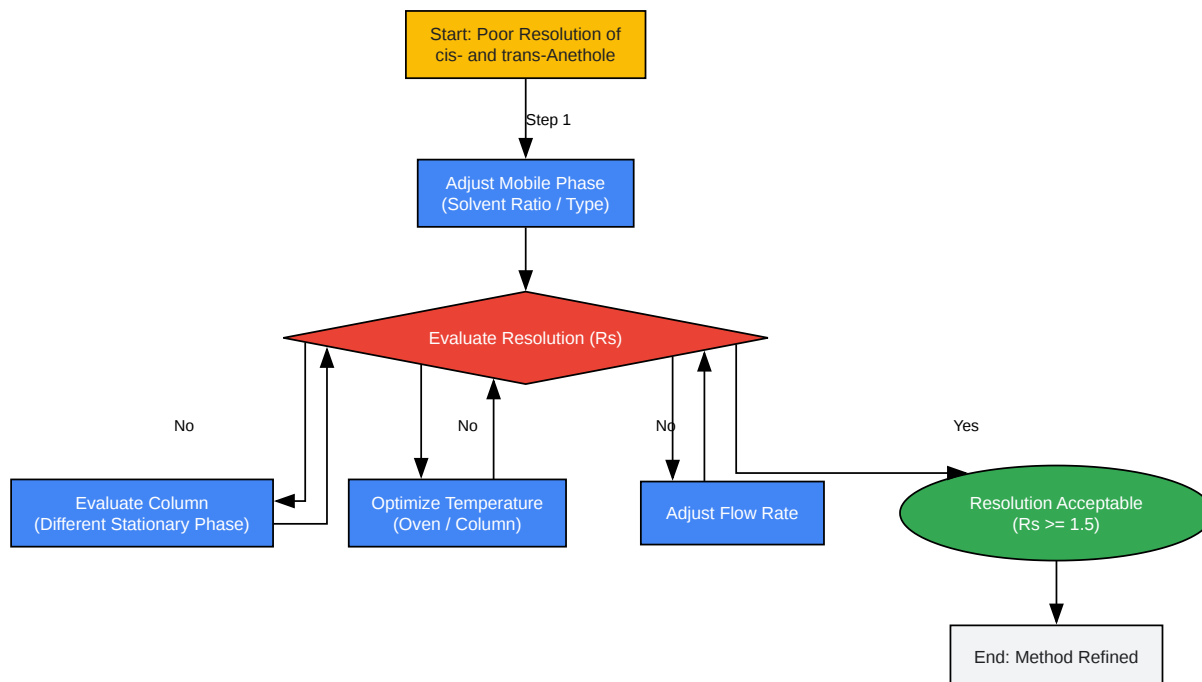 Start: Poor Resolution of
cis- and trans-Anethole
Step 1
Adjust Mobile Phase
(Solvent Ratio / Type)
Evaluate Resolution (Rs)
No
No
No
Yes
Evaluate Column
(Different Stationary Phase)
Optimize Temperature
(Oven / Column)
Adjust Flow Rate
Resolution Acceptable
(Rs >= 1.5)
End: Method Refined